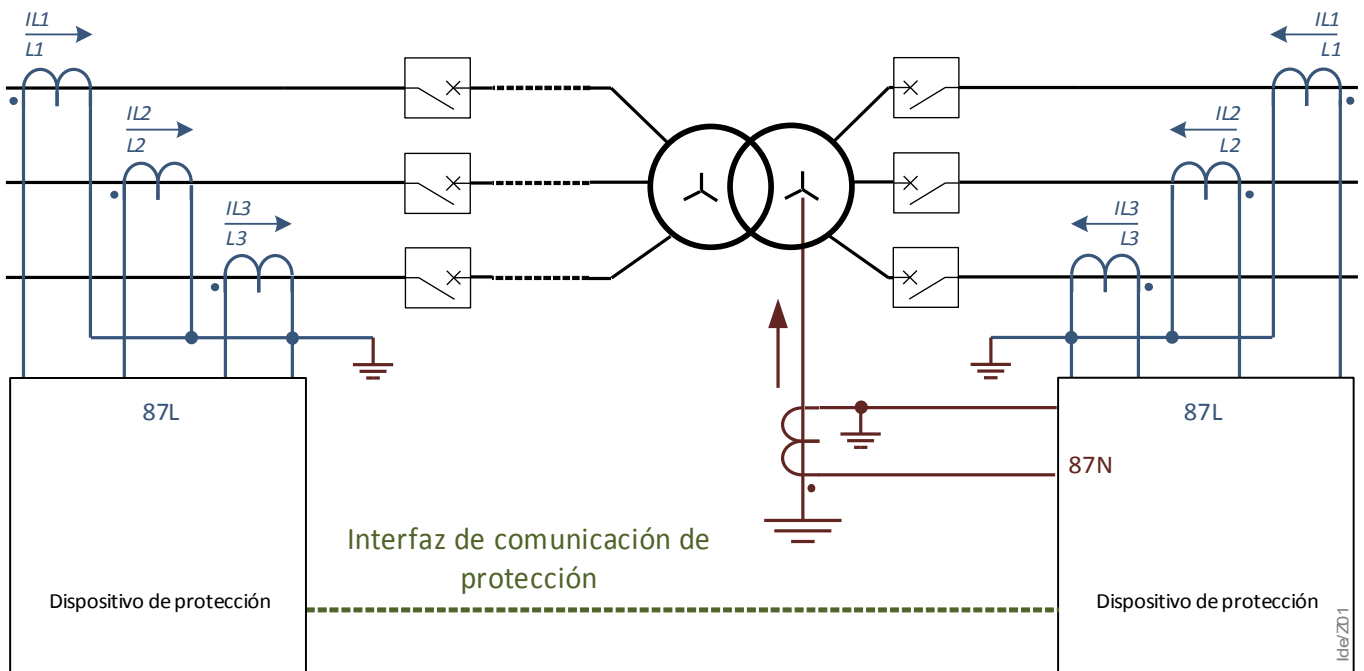 IL1
L1
IL1
L1
IL2
L2
IL2
L2
IL3
L3
IL3
L3
87L
87L
87N
Interfaz de comunicación de
protección
Dispositivo de protección
Dispositivo de protección
Ide/Z01